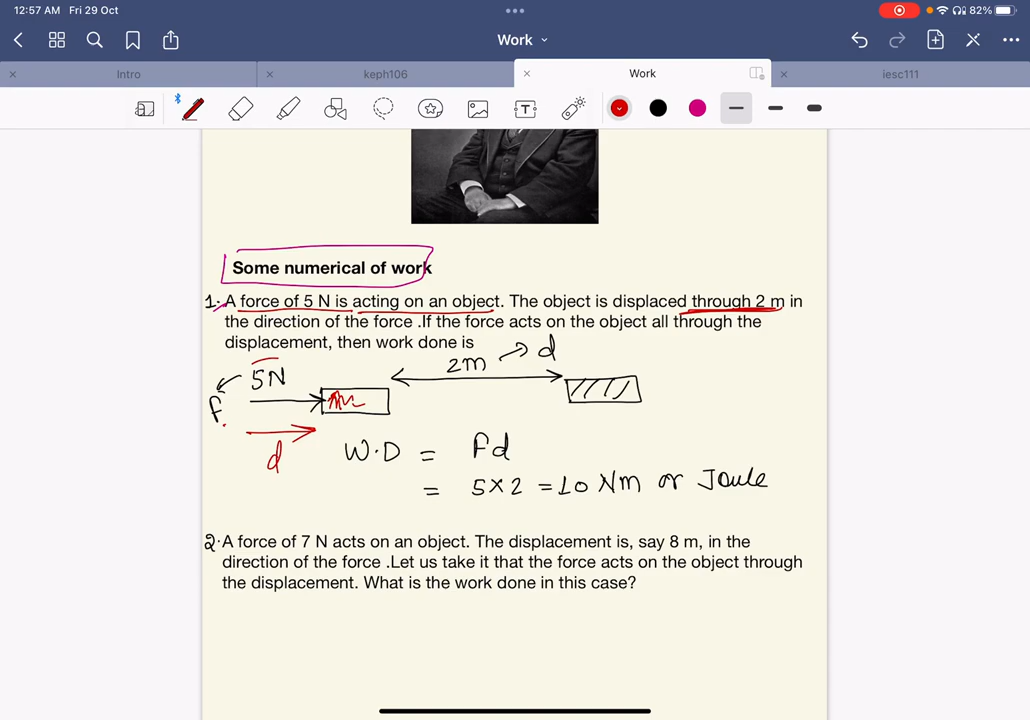 12:57 AM Fri 29 Oct
82%
Work
Intro
keph106
Work
iesc111
T
Some numerical of work
1. A force of 5 N is acting on an object. The object is displaced through 2 m in
the direction of the force .If the force acts on the object all through the
displacement, then work done is
2m → d
5N
F
d
W.D = Fd
= 5×2 = 10 Nm or Joule
2. A force of 7 N acts on an object. The displacement is, say 8 m, in the
direction of the force .Let us take it that the force acts on the object through
the displacement. What is the work done in this case?